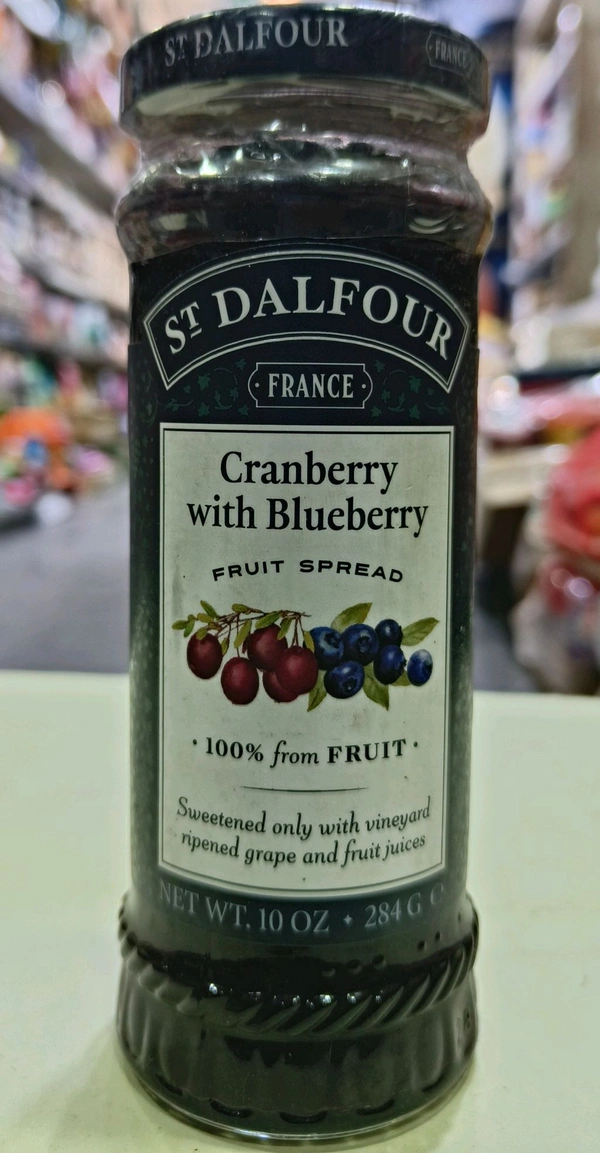 ST DALFOUR
FRANCE
ST DALFOUR
FRANCE
Cranberry
with Blueberry
FRUIT SPREAD
· 100% from FRUIT ·
Sweetened only with vineyard
ripened grape and fruit juices
NET WT. 10 OZ ✦ 284 G